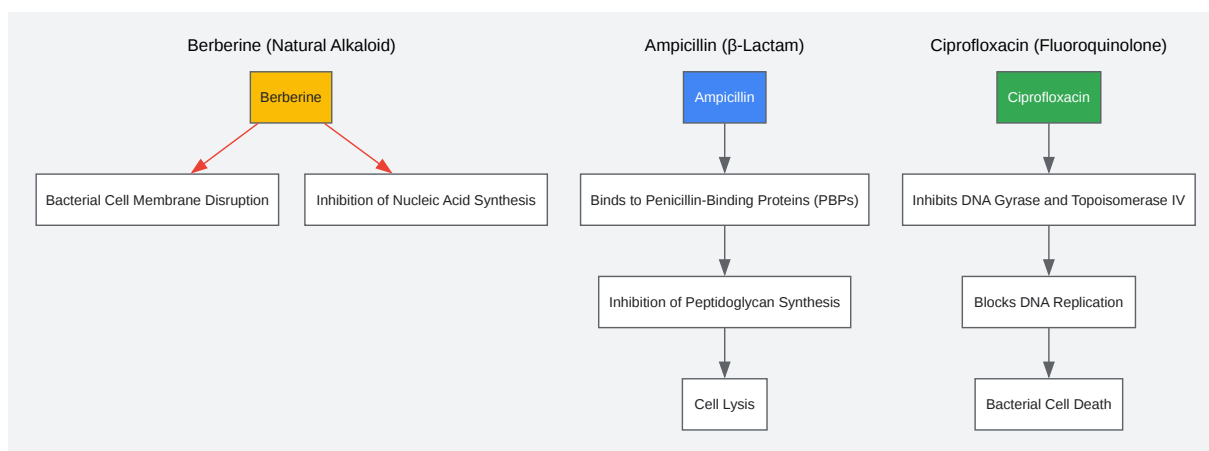 Berberine (Natural Alkaloid)
Berberine
Bacterial Cell Membrane Disruption
Inhibition of Nucleic Acid Synthesis
Ampicillin (β-Lactam)
Ampicillin
Binds to Penicillin-Binding Proteins (PBPs)
Inhibition of Peptidoglycan Synthesis
Cell Lysis
Ciprofloxacin (Fluoroquinolone)
Ciprofloxacin
Inhibits DNA Gyrase and Topoisomerase IV
Blocks DNA Replication
Bacterial Cell Death